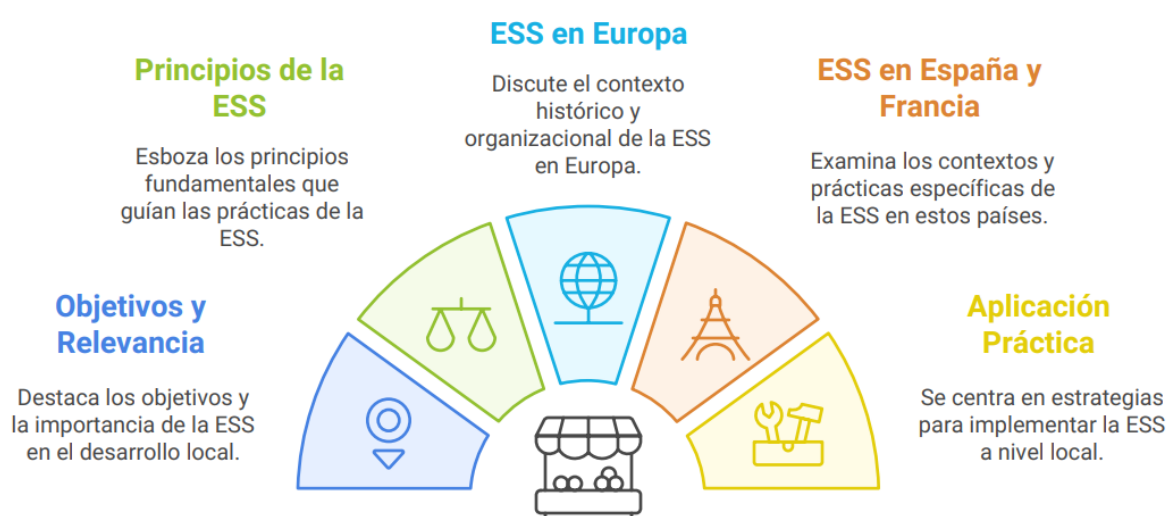 Objetivos y
Relevancia
Destaca los objetivos y
la importancia de la ESS
en el desarrollo local.
Principios de la
ESS
Esboza los principios
fundamentales que
guían las prácticas de la
ESS.
ESS en Europa
Discute el contexto
histórico y
organizacional de la ESS
en Europa.
ESS en España y
Francia
Examina los contextos y
prácticas específicas de
la ESS en estos países.
Aplicación
Práctica
Se centra en estrategias
para implementar la ESS
a nivel local.